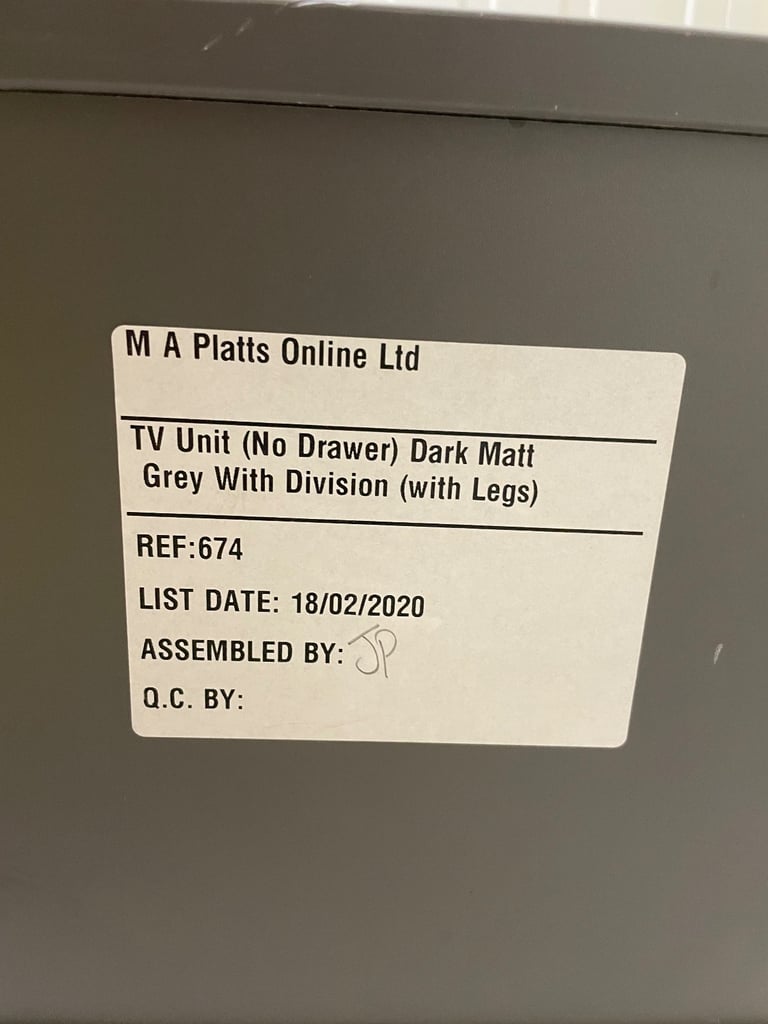 M A Platts Online Ltd
TV Unit (No Drawer) Dark Matt
Grey With Division (with Legs)
REF:674
LIST DATE: 18/02/2020
ASSEMBLED BY: JP
Q.C. BY: